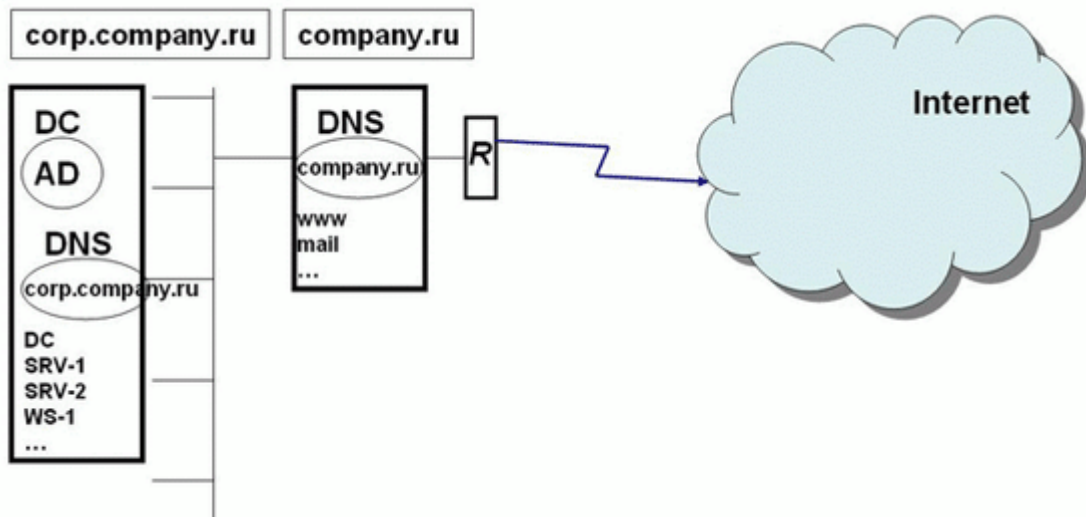 corp.company.ru
company.ru
DC
AD
DNS
corp.company.ru
DC
SRV-1
SRV-2
WS-1
...
DNS
company.ru
www
mail
...
R
Internet